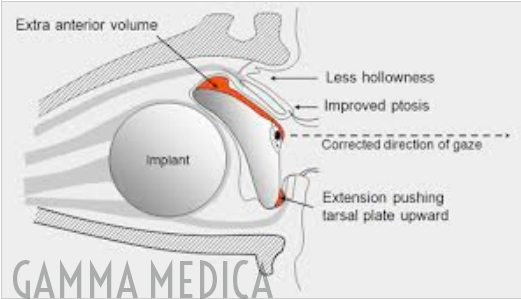 Extra anterior volume
Less hollowness
Improved ptosis
Corrected direction of gaze
Implant
Extension pushing
tarsal plate upward
GAMMA MEDICA